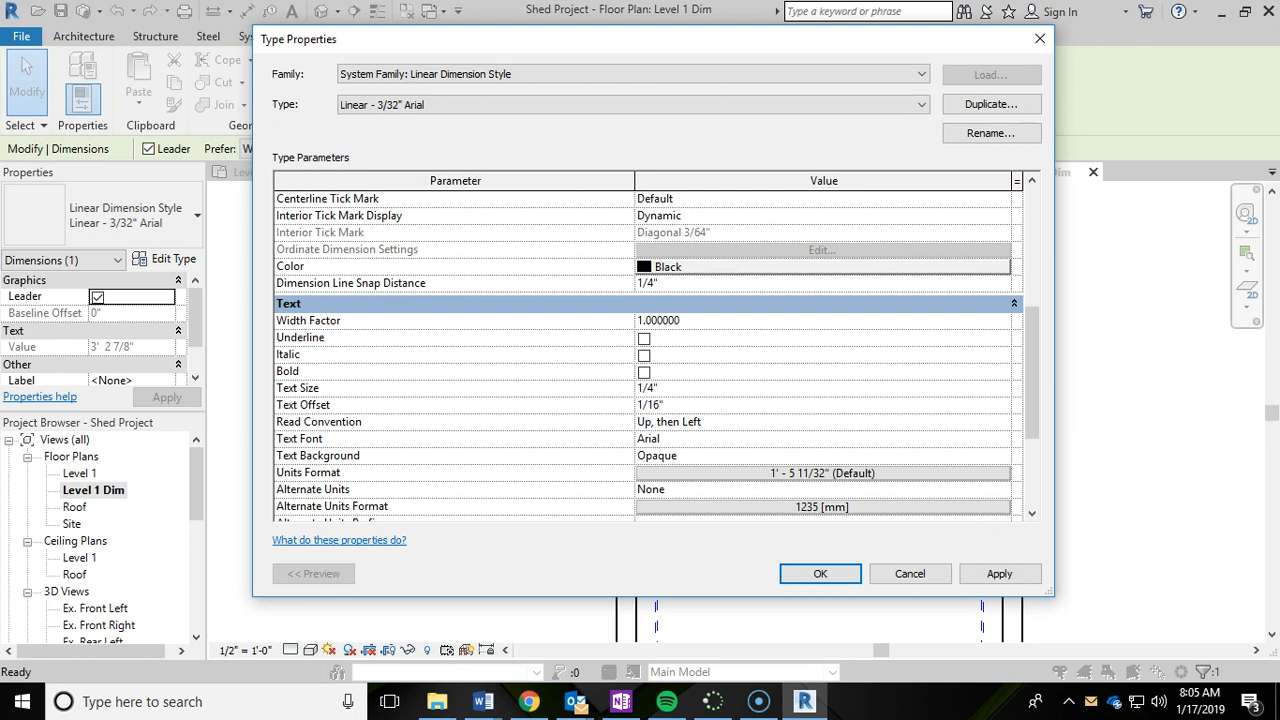 Shed Project - Floor Plan: Level 1 Dim
Type a keyword or phrase
Sign In
File Architecture Structure Steel
Type Properties
Family: System Family: Linear Dimension Style Load...
Type: Linear - 3/32" Arial Duplicate...
Rename...
Type Parameters
Parameter Value =
Centerline Tick Mark Default
Interior Tick Mark Display Dynamic
Interior Tick Mark Diagonal 3/64"
Ordinate Dimension Settings Edit...
Color Black
Dimension Line Snap Distance 1/4"
Text
Width Factor 1.000000
Underline
Italic
Bold
Text Size 1/4"
Text Offset 1/16"
Read Convention Up, then Left
Text Font Arial
Text Background Opaque
Units Format 1' - 5 11/32" (Default)
Alternate Units None
Alternate Units Format 1235 [mm]
What do these properties do?
<< Preview OK Cancel Apply
Modify
Paste
Cope
Cut
Join
Select Properties Clipboard
Modify | Dimensions Leader Prefer:
Properties
Linear Dimension Style
Linear - 3/32" Arial
Dimensions (1) Edit Type
Graphics
Leader
Baseline Offset 0"
Text
Value 3' 2 7/8"
Other
Label <None>
Properties help Apply
Project Browser - Shed Project
Views (all)
Floor Plans
Level 1
Level 1 Dim
Roof
Site
Ceiling Plans
Level 1
Roof
3D Views
Ex. Front Left
Ex. Front Right
Ex. Rear Left
1/2" = 1'-0"
Ready
:0
Main Model
:1
Type here to search
8:05 AM
1/17/2019
3